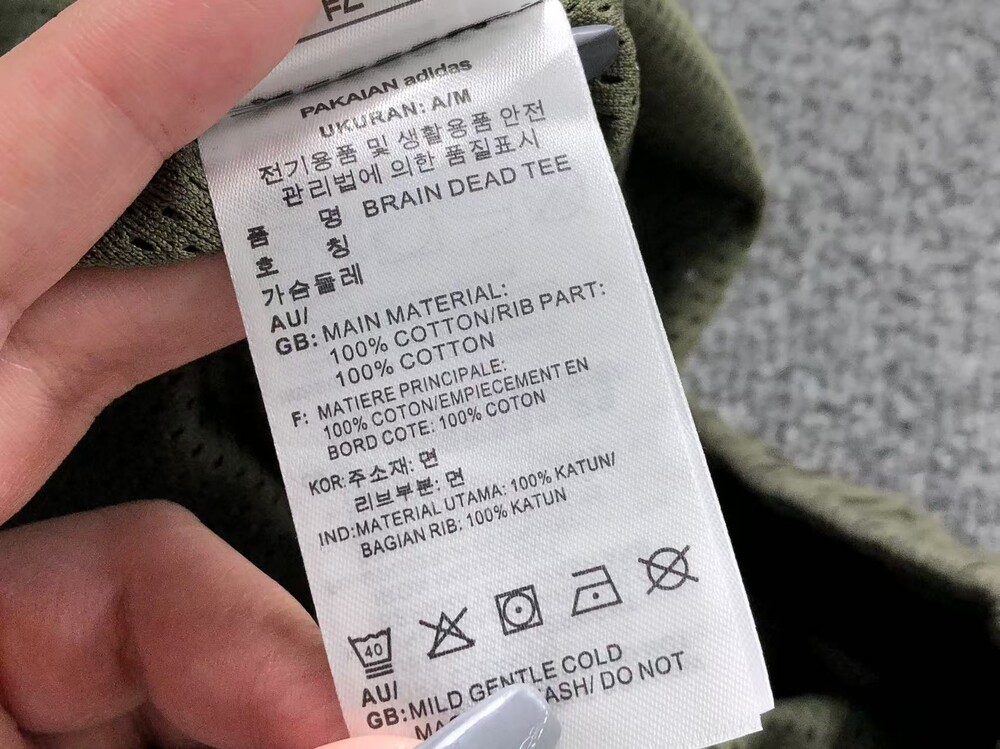 PAKAIAN adidas
UKURAN: A/M
전기용품 및 생활용품 안전
관리법에 의한 품질표시
품 명 BRAIN DEAD TEE
호 칭
가슴둘레
AU/
GB: MAIN MATERIAL:
100% COTTON/RIB PART:
100% COTTON
F: MATIERE PRINCIPALE:
100% COTON/EMPIECEMENT EN
BORD COTE: 100% COTON
KOR:주소재: 면
리브부분: 면
IND:MATERIAL UTAMA: 100% KATUN/
BAGIAN RIB: 100% KATUN
40
AU/
GB: MILD GENTLE COLD
DO NOT